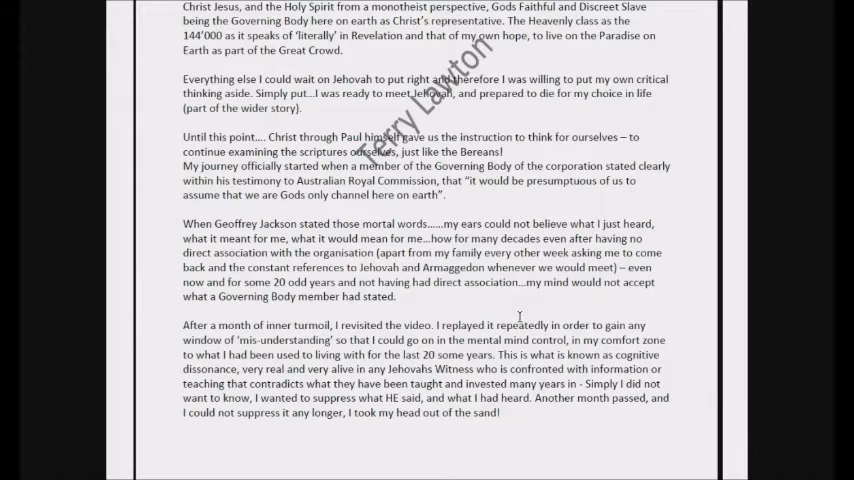 Christ Jesus, and the Holy Spirit from a monotheist perspective, Gods Faithful and Discreet Slave
being the Governing Body here on earth as Christ's representative. The Heavenly class as the
144'000 as it speaks of 'literally' in Revelation and that of my own hope, to live on the Paradise on
Earth as part of the Great Crowd.
Everything else I could wait on Jehovah to put right and therefore I was willing to put my own critical
thinking aside. Simply put...I was ready to meet Jehovah, and prepared to die for my choice in life
(part of the wider story).
Until this point.... Christ through Paul himself gave us the instruction to think for ourselves – to
continue examining the scriptures ourselves, just like the Bereans!
My journey officially started when a member of the Governing Body of the corporation stated clearly
within his testimony to Australian Royal Commission, that "it would be presumptuous of us to
assume that we are Gods only channel here on earth".
When Geoffrey Jackson stated those mortal words......my ears could not believe what I just heard,
what it meant for me, what it would mean for me...how for many decades even after having no
direct association with the organisation (apart from my family every other week asking me to come
back and the constant references to Jehovah and Armaggedon whenever we would meet) – even
now and for some 20 odd years and not having had direct association...my mind would not accept
what a Governing Body member had stated.
After a month of inner turmoil, I revisited the video. I replayed it repeatedly in order to gain any
window of 'mis-understanding' so that I could go on in the mental mind control, in my comfort zone
to what I had been used to living with for the last 20 some years. This is what is known as cognitive
dissonance, very real and very alive in any Jehovahs Witness who is confronted with information or
teaching that contradicts what they have been taught and invested many years in - Simply I did not
want to know, I wanted to suppress what HE said, and what I had heard. Another month passed, and
I could not suppress it any longer, I took my head out of the sand!
Terry Lawton